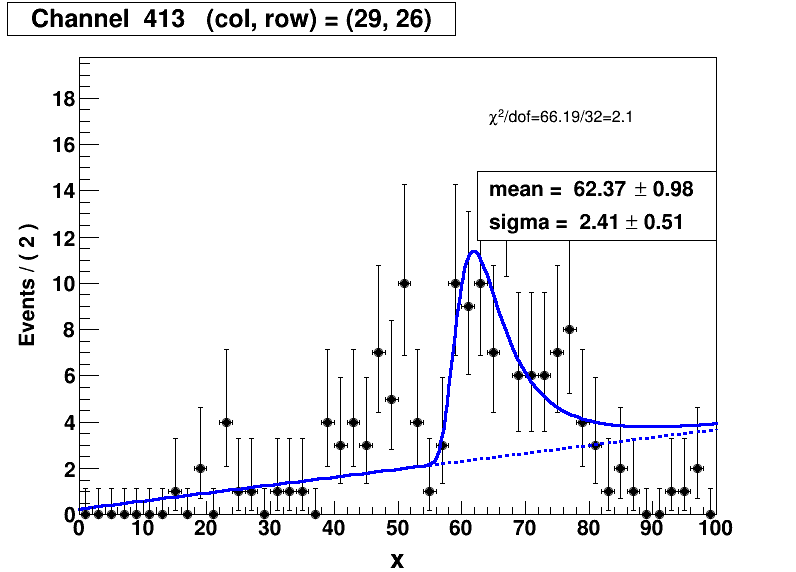 Channel 413 (col, row) = (29, 26)
χ²/dof=66.19/32=2.1
mean = 62.37 ± 0.98
sigma = 2.41 ± 0.51
Events / ( 2 )
18
16
14
12
10
8
6
4
2
0
0 10 20 30 40 50 60 70 80 90 100
x